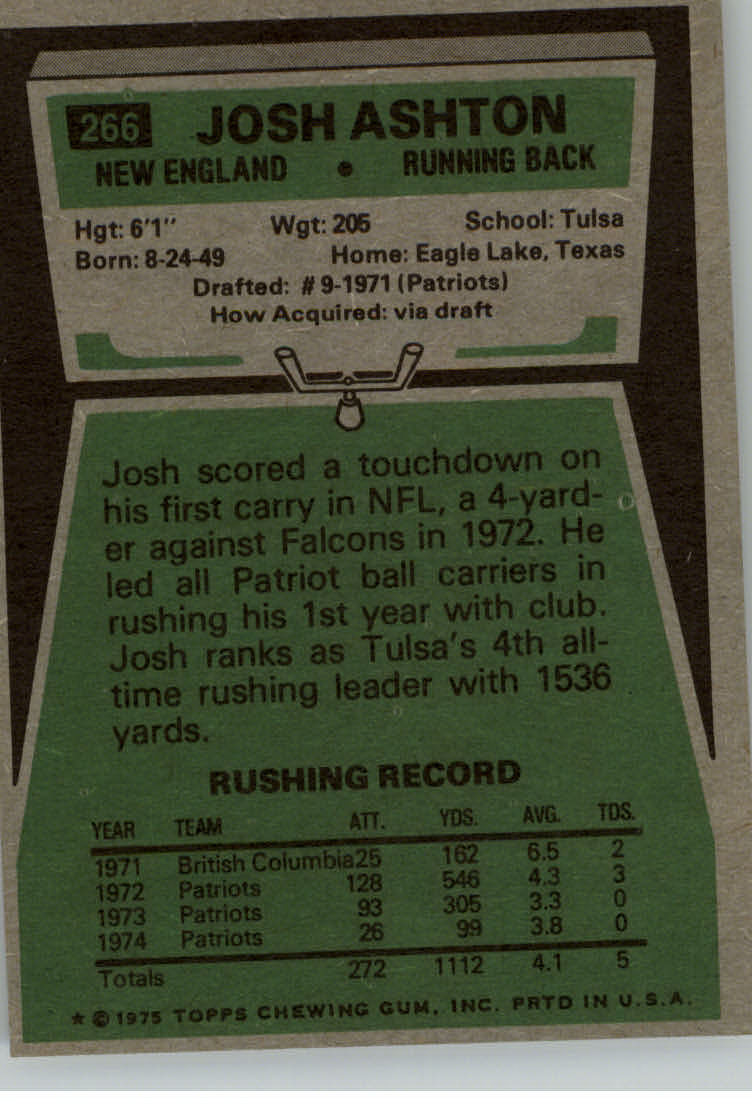 266 JOSH ASHTON
NEW ENGLAND • RUNNING BACK
Hgt: 6'1" Wgt: 205 School: Tulsa
Born: 8-24-49 Home: Eagle Lake, Texas
Drafted: #9-1971 (Patriots)
How Acquired: via draft
Josh scored a touchdown on
his first carry in NFL, a 4-yard-
er against Falcons in 1972. He
led all Patriot ball carriers in
rushing his 1st year with club.
Josh ranks as Tulsa's 4th all-
time rushing leader with 1536
yards.
RUSHING RECORD
YEAR TEAM ATT. YDS. AVG. TDS.
1971 British Columbia 25 162 6.5 2
1972 Patriots 128 546 4.3 3
1973 Patriots 93 305 3.3 0
1974 Patriots 26 99 3.8 0
Totals 272 1112 4.1 5
★ © 1975 TOPPS CHEWING GUM, INC. PRTD IN U.S.A.